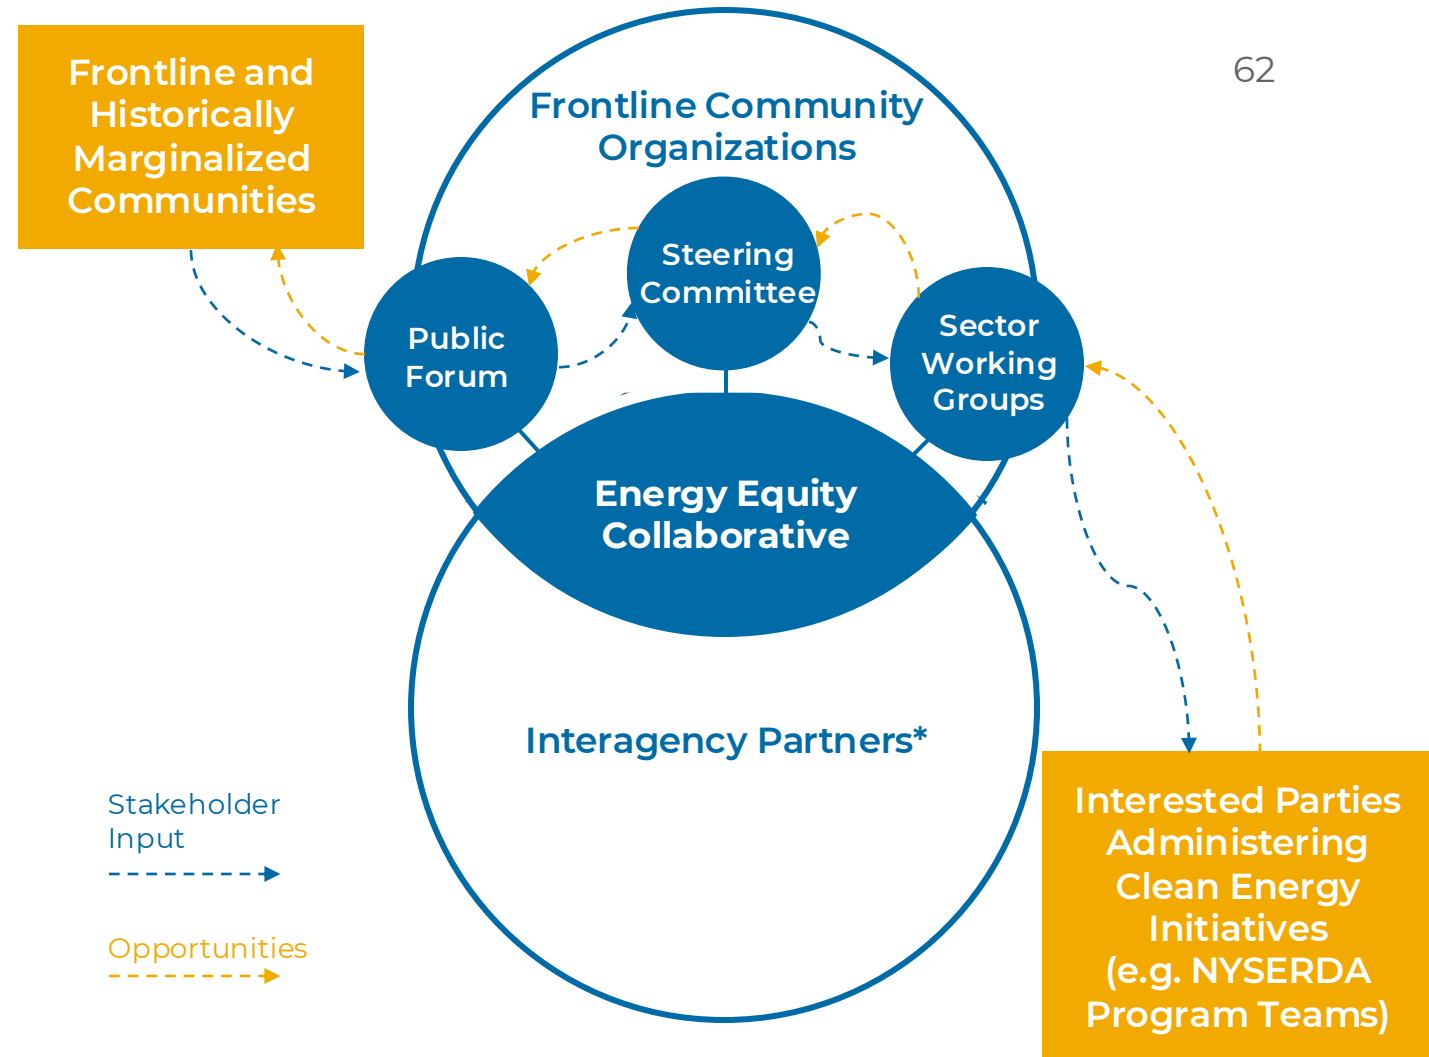 62
Frontline and
Historically
Marginalized
Communities
Frontline Community
Organizations
Steering
Committee
Public
Forum
Sector
Working
Groups
Energy Equity
Collaborative
Interagency Partners*
Stakeholder
Input
Opportunities
Interested Parties
Administering
Clean Energy
Initiatives
(e.g. NYSERDA
Program Teams)